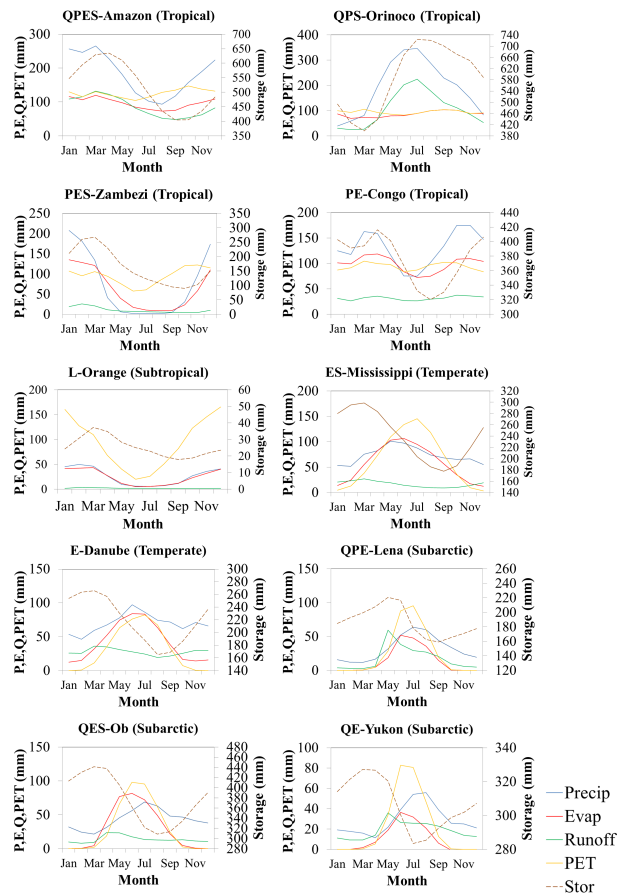 QPES-Amazon (Tropical)
P,E,Q,PET (mm)
300
200
100
0
700
650
600
550
500
450
400
350
Storage (mm)
Jan Mar May Jul Sep Nov
Month
QPS-Orinoco (Tropical)
P,E,Q,PET (mm)
400
300
200
100
0
740
700
660
620
580
540
500
460
420
380
Storage (mm)
Jan Mar May Jul Sep Nov
Month
PES-Zambezi (Tropical)
P,E,Q,PET (mm)
250
200
150
100
50
0
350
300
250
200
150
100
50
0
Storage (mm)
Jan Mar May Jul Sep Nov
Month
PE-Congo (Tropical)
P,E,Q,PET (mm)
200
150
100
50
0
440
420
400
380
360
340
320
300
Storage (mm)
Jan Mar May Jul Sep Nov
Month
L-Orange (Subtropical)
P,E,Q,PET (mm)
200
150
100
50
0
60
50
40
30
20
10
0
Storage (mm)
Jan Mar May Jul Sep Nov
Month
ES-Mississippi (Temperate)
P,E,Q,PET (mm)
200
150
100
50
0
320
300
280
260
240
220
200
180
160
140
Storage (mm)
Jan Mar May Jul Sep Nov
Month
E-Danube (Temperate)
P,E,Q,PET (mm)
150
100
50
0
300
280
260
240
220
200
180
160
140
Storage (mm)
Jan Mar May Jul Sep Nov
Month
QPE-Lena (Subarctic)
P,E,Q,PET (mm)
150
100
50
0
260
240
220
200
180
160
140
120
Storage (mm)
Jan Mar May Jul Sep Nov
Month
QES-Ob (Subarctic)
P,E,Q,PET (mm)
150
100
50
0
480
460
440
420
400
380
360
340
320
300
280
Storage (mm)
Jan Mar May Jul Sep Nov
Month
QE-Yukon (Subarctic)
P,E,Q,PET (mm)
100
80
60
40
20
0
340
320
300
280
Storage (mm)
Jan Mar May Jul Sep Nov
Month
Precip
Evap
Runoff
PET
Stor